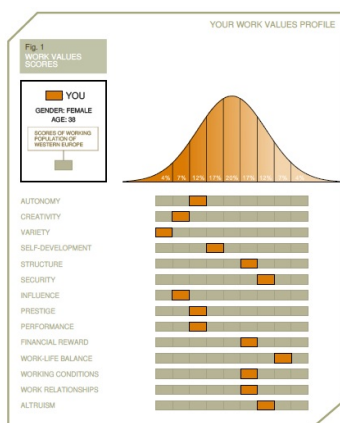 YOUR WORK VALUES PROFILE
Fig. 1
WORK VALUES
SCORES
YOU
GENDER: FEMALE
AGE: 38
SCORES OF WORKING
POPULATION OF
WESTERN EUROPE
4% 7% 12% 17% 20% 17% 12% 7% 4%
AUTONOMY
CREATIVITY
VARIETY
SELF-DEVELOPMENT
STRUCTURE
SECURITY
INFLUENCE
PRESTIGE
PERFORMANCE
FINANCIAL REWARD
WORK-LIFE BALANCE
WORKING CONDITIONS
WORK RELATIONSHIPS
ALTRUISM